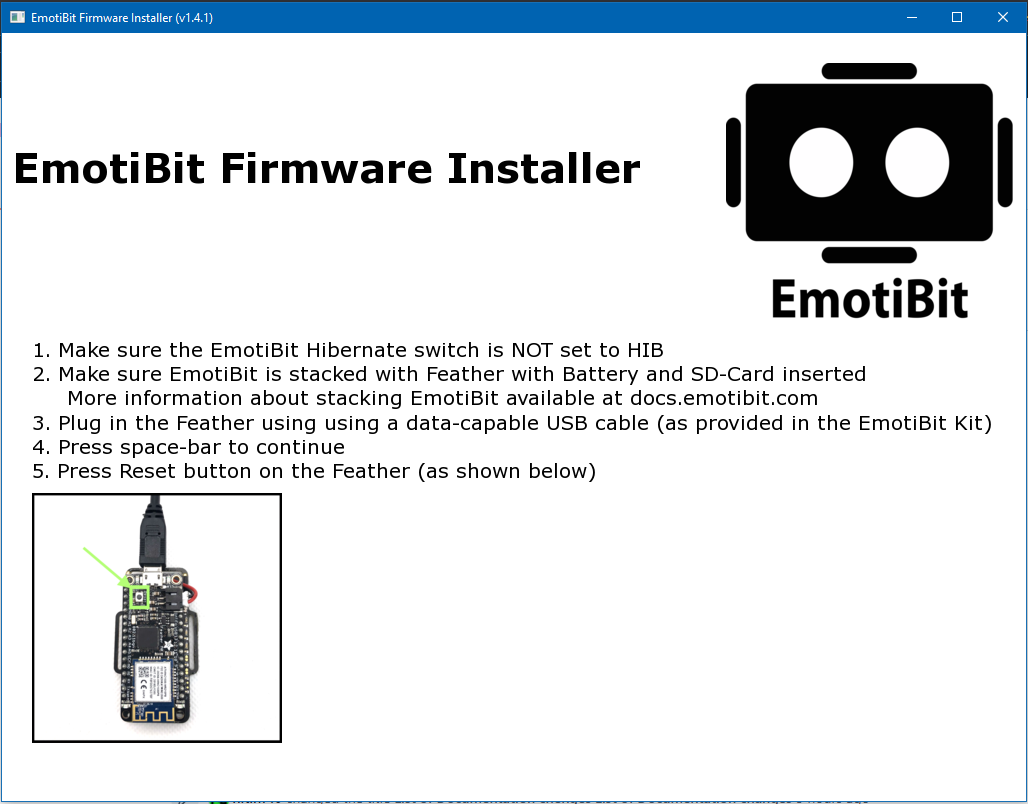 EmotiBit Firmware Installer (v1.4.1)
EmotiBit Firmware Installer
EmotiBit
1. Make sure the EmotiBit Hibernate switch is NOT set to HIB
2. Make sure EmotiBit is stacked with Feather with Battery and SD-Card inserted
More information about stacking EmotiBit available at docs.emotibit.com
3. Plug in the Feather using using a data-capable USB cable (as provided in the EmotiBit Kit)
4. Press space-bar to continue
5. Press Reset button on the Feather (as shown below)